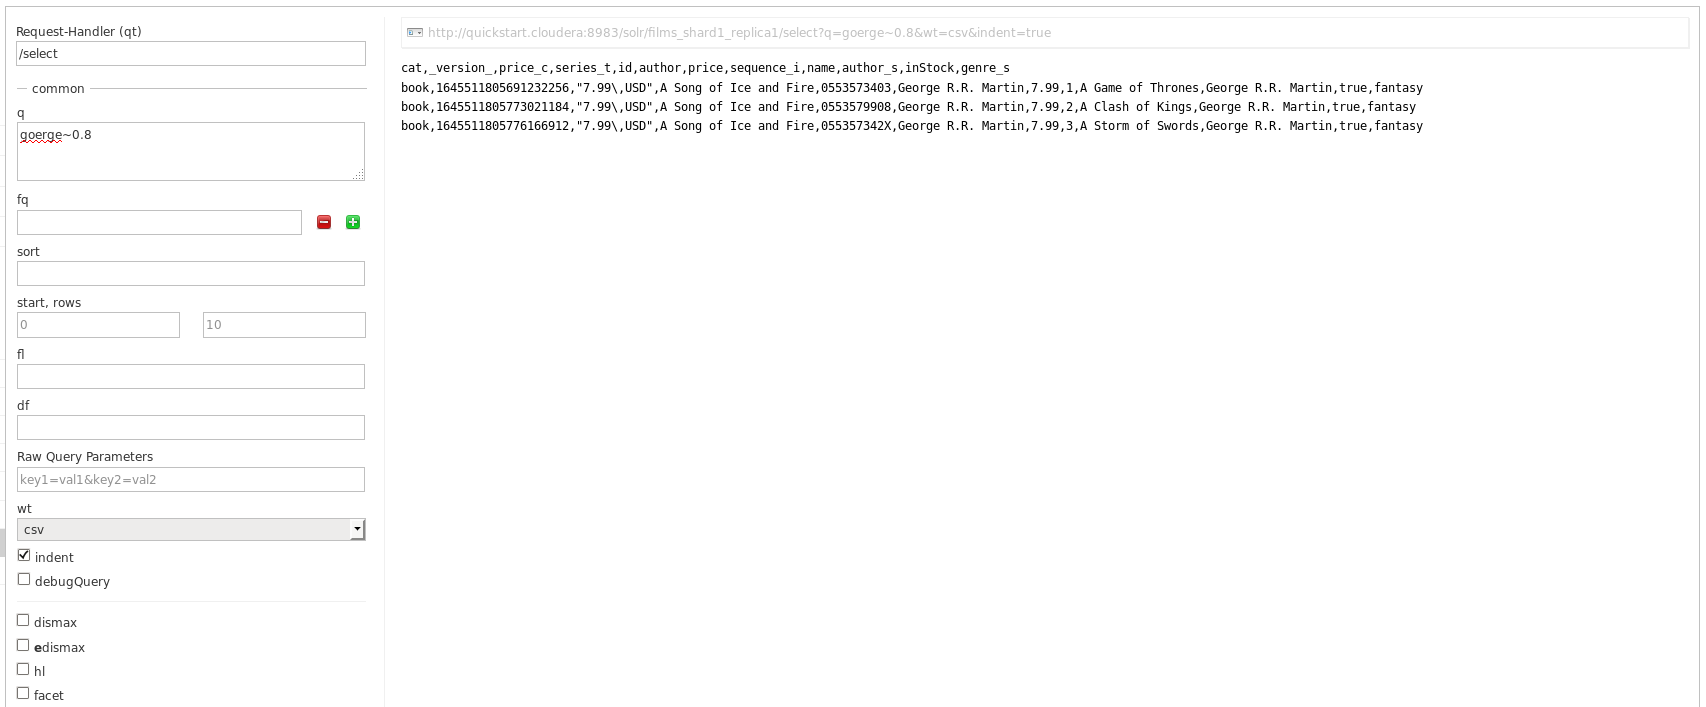 Request-Handler (qt)
/select
common
q
goerge~0.8
fq
sort
start, rows
0 10
fl
df
Raw Query Parameters
key1=val1&key2=val2
wt
csv
indent
debugQuery
dismax
edismax
hl
facet
http://quickstart.cloudera:8983/solr/films_shard1_replica1/select?q=goerge~0.8&wt=csv&indent=true
cat,_version_,price_c,series_t,id,author,price,sequence_i,name,author_s,inStock,genre_s
book,1645511805691232256,"7.99\,USD",A Song of Ice and Fire,0553573403,George R.R. Martin,7.99,1,A Game of Thrones,George R.R. Martin,true,fantasy
book,1645511805773021184,"7.99\,USD",A Song of Ice and Fire,0553579908,George R.R. Martin,7.99,2,A Clash of Kings,George R.R. Martin,true,fantasy
book,1645511805776166912,"7.99\,USD",A Song of Ice and Fire,055357342X,George R.R. Martin,7.99,3,A Storm of Swords,George R.R. Martin,true,fantasy